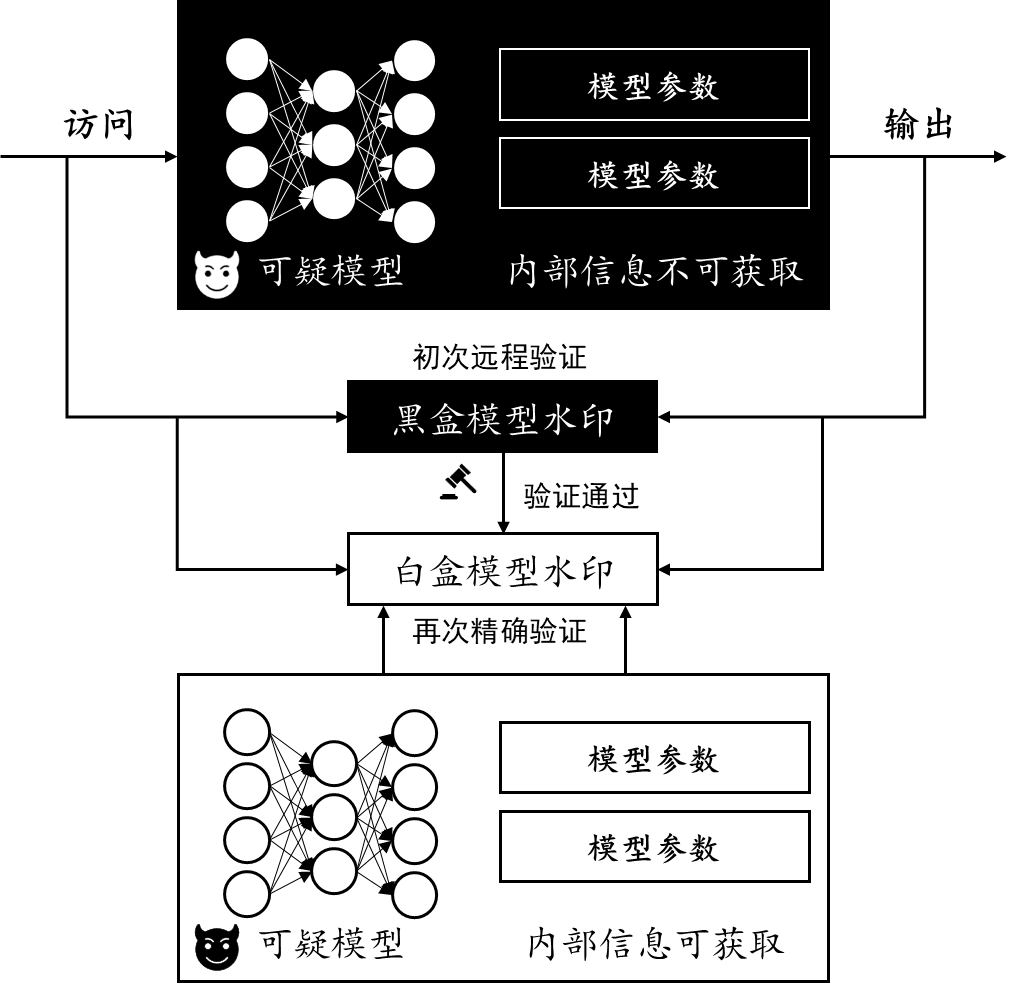 访问
模型参数
输出
模型参数
可疑模型
内部信息不可获取
初次远程验证
黑盒模型水印
验证通过
白盒模型水印
再次精确验证
模型参数
模型参数
可疑模型
内部信息可获取